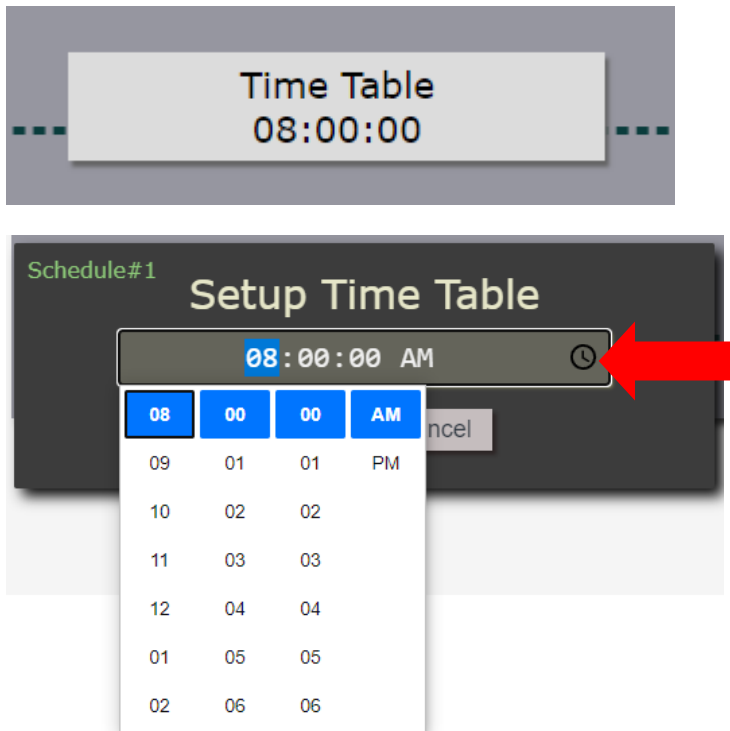 Time Table
08:00:00
Schedule#1
Setup Time Table
08:00:00 AM
08 00 00 AM
ncel
09 01 01 PM
10 02 02
11 03 03
12 04 04
01 05 05
02 06 06